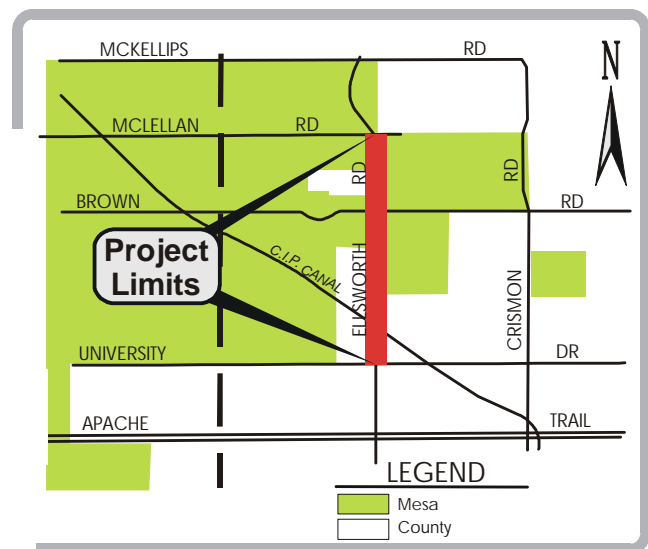 MCKELLIPS RD
N
MCLELLAN RD
RD
RD
BROWN RD
Project
Limits
C.I.P. CANAL
ELLSWORTH
CRISMON
UNIVERSITY DR
APACHE TRAIL
LEGEND
Mesa
County